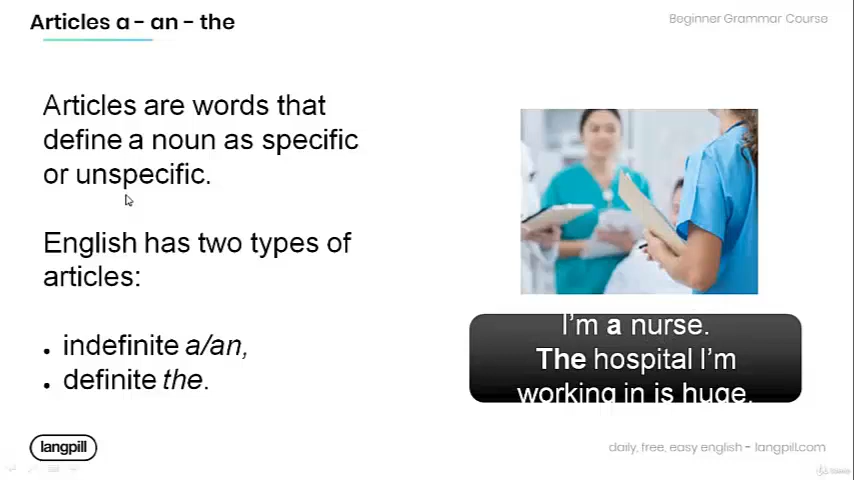 Articles a – an – the
Beginner Grammar Course
Articles are words that
define a noun as specific
or unspecific.
English has two types of
articles:
• indefinite a/an,
• definite the.
I'm a nurse.
The hospital I'm
working in is huge.
langpill
daily, free, easy english – langpill.com